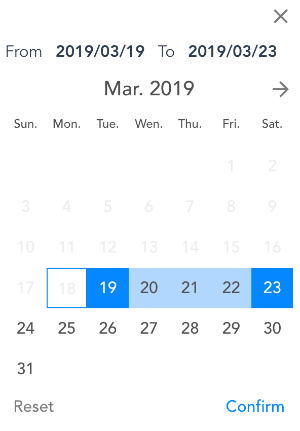 From 2019/03/19 To 2019/03/23
Mar. 2019
Sun. Mon. Tue. Wen. Thu. Fri. Sat.
1 2
3 4 5 6 7 8 9
10 11 12 13 14 15 16
17 18 19 20 21 22 23
24 25 26 27 28 29 30
31
Reset Confirm